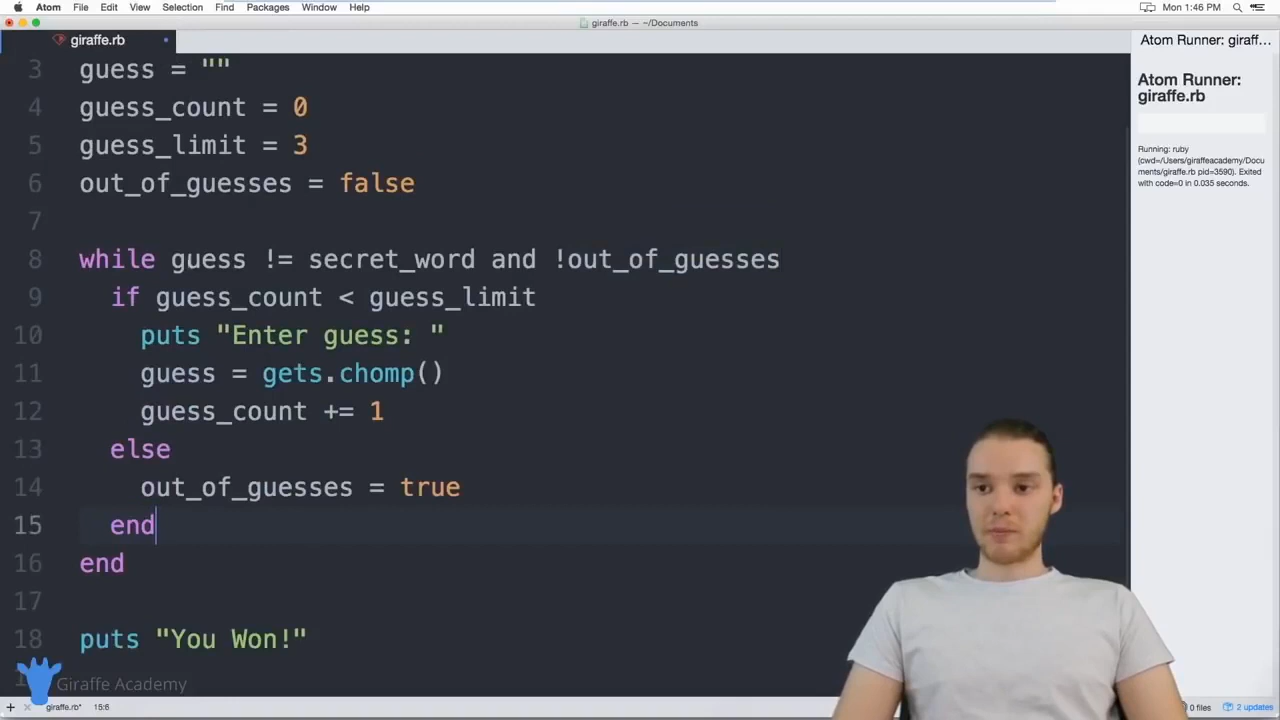 Atom File Edit View Selection Find Packages Window Help Mon 1:46 PM
giraffe.rb — ~/Documents
giraffe.rb
Atom Runner: giraff...
3 guess = ""
4 guess_count = 0
5 guess_limit = 3
6 out_of_guesses = false
7
8 while guess != secret_word and !out_of_guesses
9 if guess_count < guess_limit
10 puts "Enter guess: "
11 guess = gets.chomp()
12 guess_count += 1
13 else
14 out_of_guesses = true
15 end
16 end
17
18 puts "You Won!"
Atom Runner:
giraffe.rb
Running: ruby
(cwd=/Users/giraffeacademy/Docu
ments/giraffe.rb pid=3590). Exited
with code=0 in 0.035 seconds.
Giraffe Academy
giraffe.rb* 15:6
0 files 2 updates